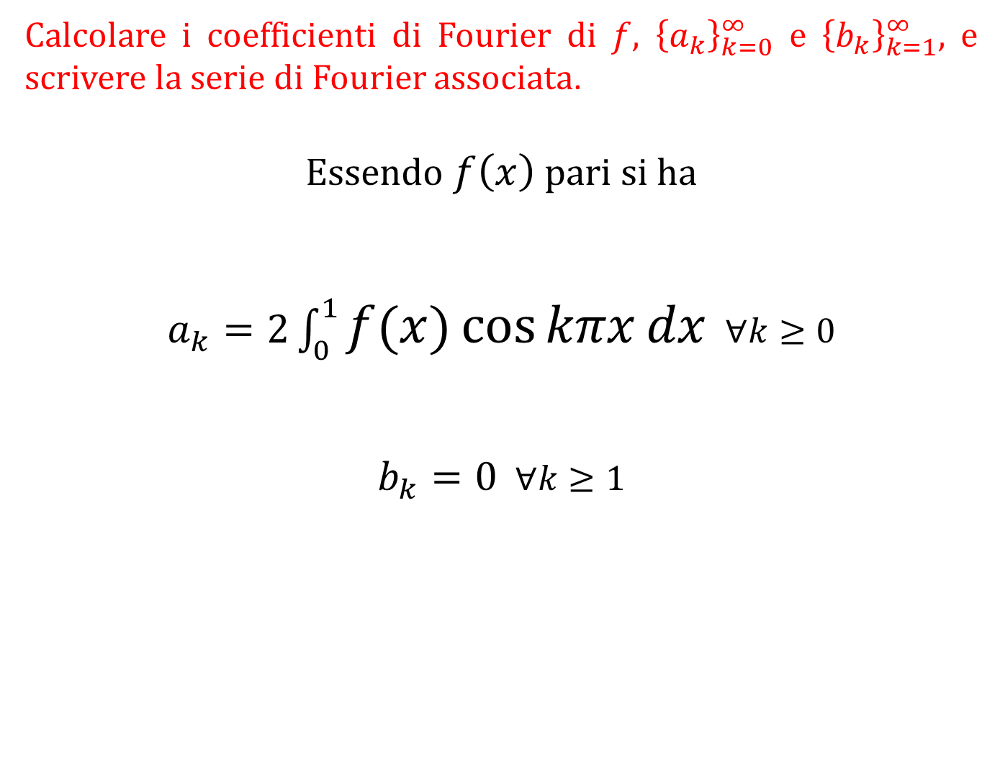 Calcolare i coefficienti di Fourier di $f$, $\{a_k\}_{k=0}^{\infty}$ e $\{b_k\}_{k=1}^{\infty}$, e
scrivere la serie di Fourier associata.
Essendo $f(x)$ pari si ha
$a_k = 2 \int_0^1 f(x) \cos k\pi x \, dx \;\; \forall k \geq 0$
$b_k = 0 \;\; \forall k \geq 1$